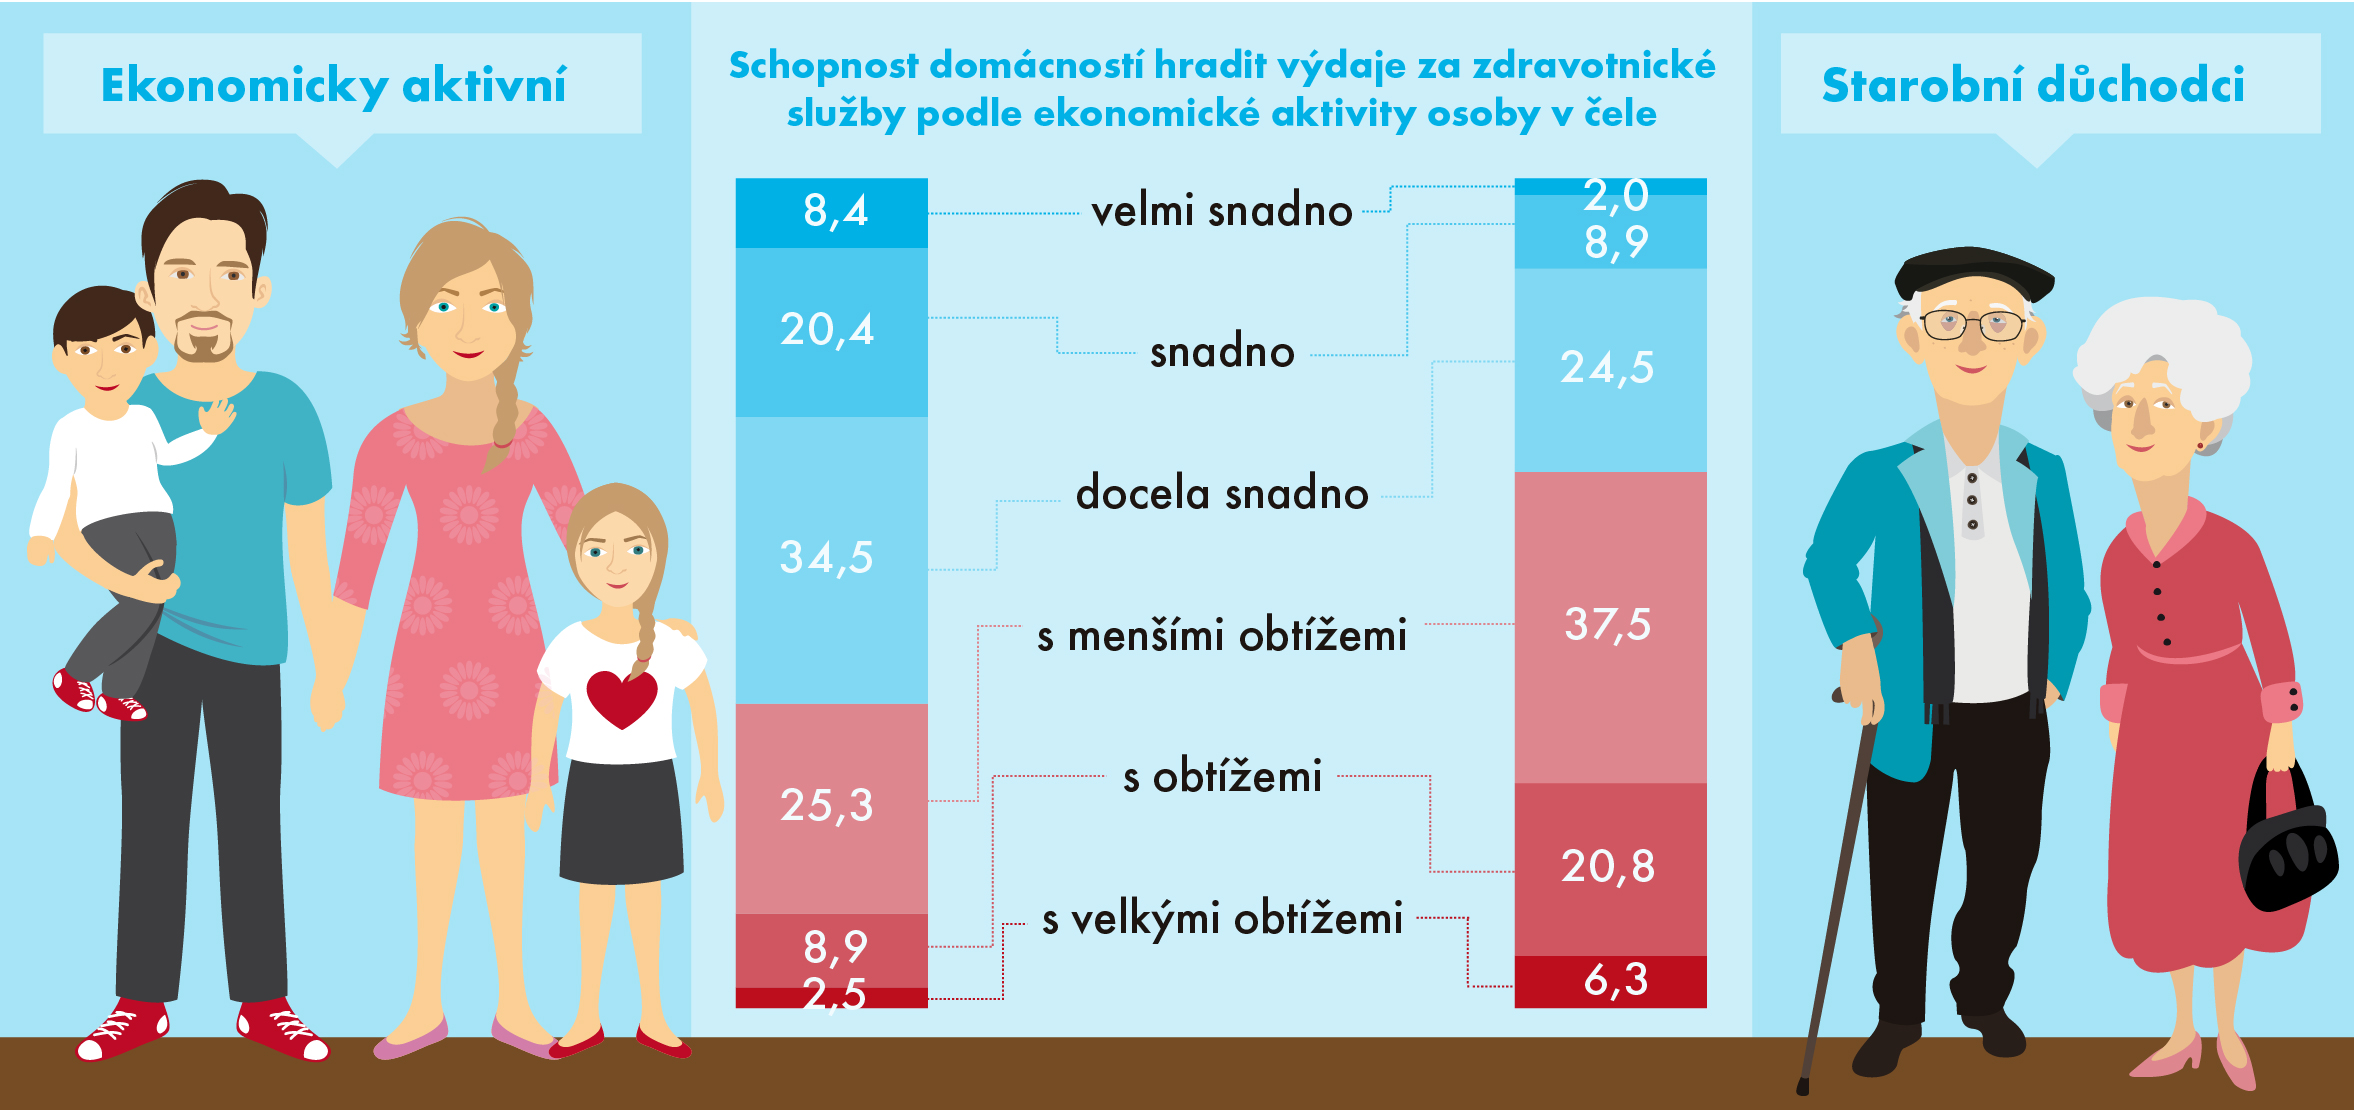 Ekonomicky aktivní
Schopnost domácností hradit výdaje za zdravotnické
služby podle ekonomické aktivity osoby v čele
Starobní důchodci
8,4
velmi snadno
2,0
20,4
snadno
8,9
34,5
docela snadno
24,5
25,3
s menšími obtížemi
37,5
8,9
s obtížemi
20,8
2,5
s velkými obtížemi
6,3